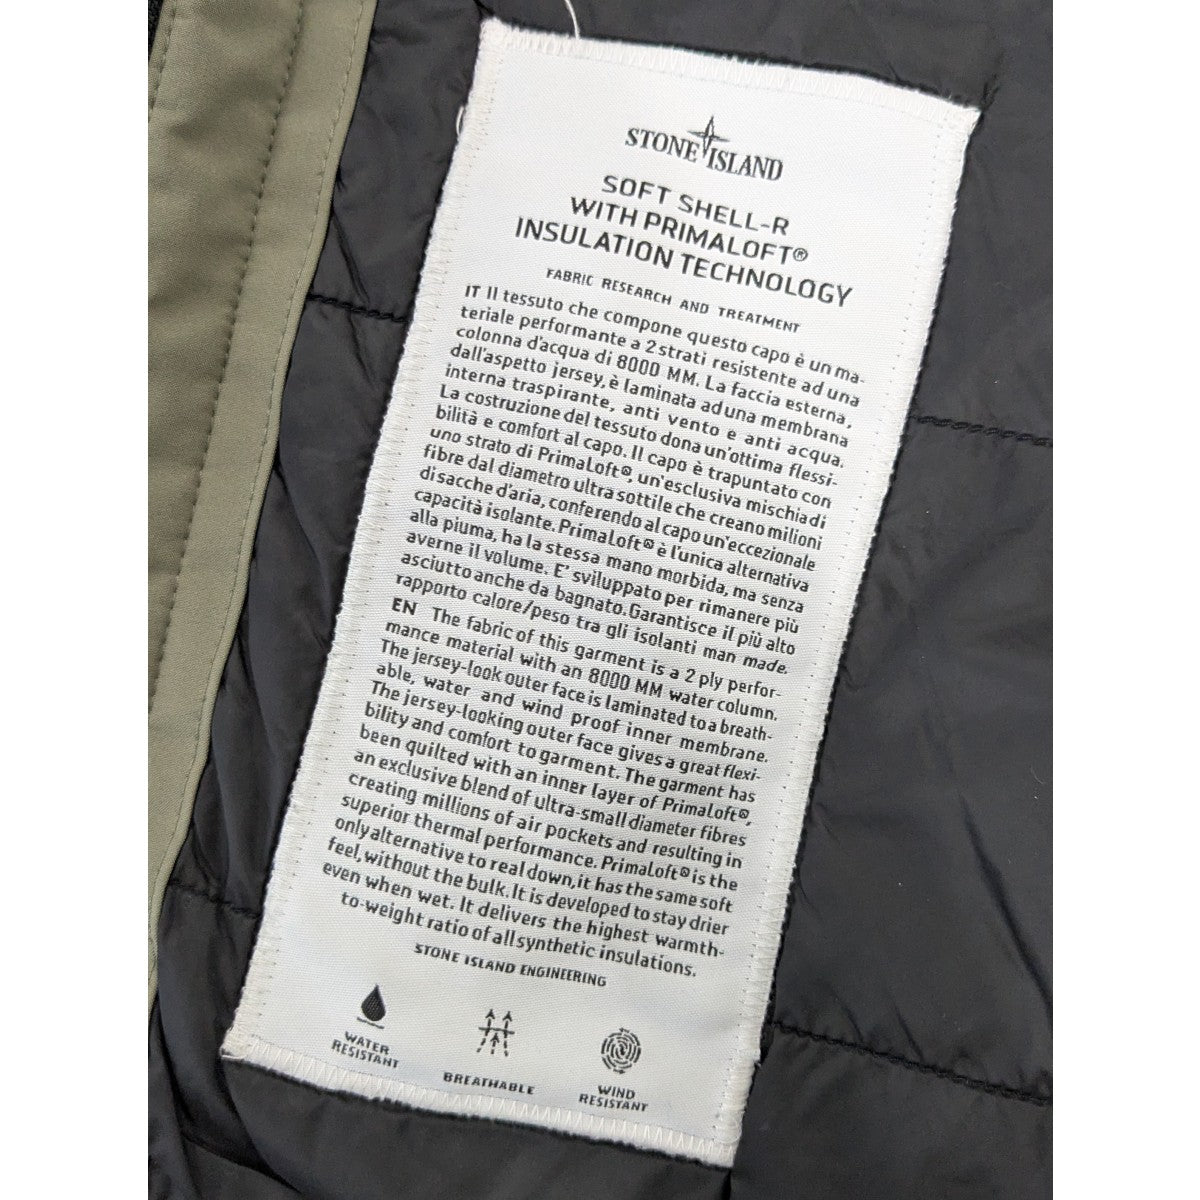 STONE ISLAND
SOFT SHELL-R
WITH PRIMALOFT®
INSULATION TECHNOLOGY
FABRIC RESEARCH AND TREATMENT
IT Il tessuto che compone questo capo è un ma-
teriale performante a 2 strati resistente ad una
colonna d'acqua di 8000 MM. La faccia esterna,
dall'aspetto jersey, è laminata ad una membrana
interna traspirante, anti vento e anti acqua.
La costruzione del tessuto dona un'ottima flessi-
bilità e comfort al capo. Il capo è trapuntato con
uno strato di PrimaLoft®, un'esclusiva mischia di
fibre dal diametro ultra sottile che creano milioni
di sacche d'aria, conferendo al capo un'eccezionale
capacità isolante. PrimaLoft® è l'unica alternativa
alla piuma, ha la stessa mano morbida, ma senza
averne il volume. E' sviluppato per rimanere più
asciutto anche da bagnato. Garantisce il più alto
rapporto calore/peso tra gli isolanti man made.
EN The fabric of this garment is a 2 ply perfor-
mance material with an 8000 MM water column.
The jersey-look outer face is laminated to a breath-
able, water and wind proof inner membrane.
The jersey-looking outer face gives a great flexi-
bility and comfort to garment. The garment has
been quilted with an inner layer of PrimaLoft®,
an exclusive blend of ultra-small diameter fibres
creating millions of air pockets and resulting in
superior thermal performance. PrimaLoft® is the
only alternative to real down, it has the same soft
feel, without the bulk. It is developed to stay drier
even when wet. It delivers the highest warmth-
to-weight ratio of all synthetic insulations.
STONE ISLAND ENGINEERING
WATER
RESISTANT
BREATHABLE
WIND
RESISTANT